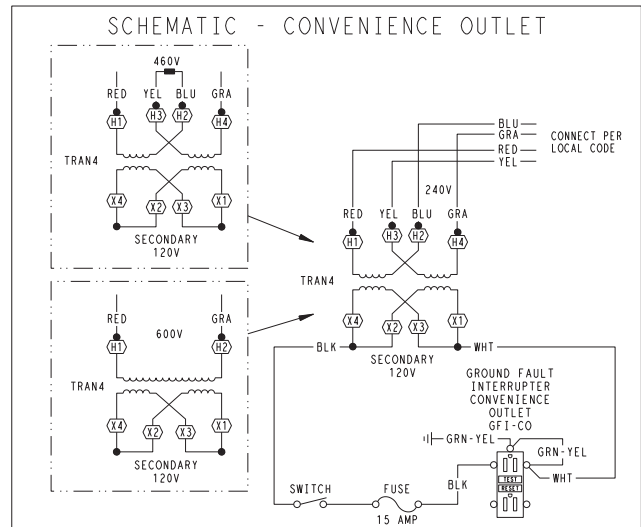 SCHEMATIC - CONVENIENCE OUTLET
460V
RED YEL BLU GRA
H1 H3 H2 H4
TRAN4
X4 X2 X3 X1
SECONDARY
120V
RED GRA
600V
H1 H2
TRAN4
X4 X2 X3 X1
SECONDARY
120V
BLU
GRA
RED
YEL
CONNECT PER
LOCAL CODE
240V
RED YEL BLU GRA
H1 H3 H2 H4
TRAN4
X4 X2 X3 X1
BLK
SECONDARY
120V
WHT
GROUND FAULT
INTERRUPTER
CONVENIENCE
OUTLET
GFI-CO
GRN-YEL
GRN-YEL
TEST
RESET
WHT
BLK
SWITCH
FUSE
15 AMP